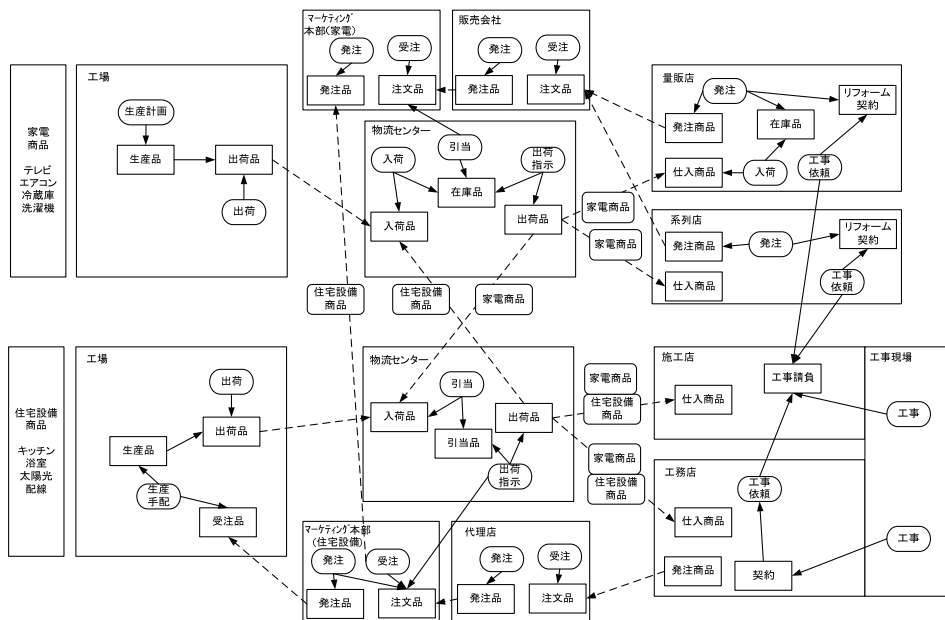 マーケティング
本部(家電)
発注
受注
発注品
注文品
販売会社
発注
受注
発注品
注文品
家電
商品
テレビ
エアコン
冷蔵庫
洗濯機
工場
生産計画
生産品
出荷品
出荷
物流センター
入荷
引当
出荷
指示
在庫品
入荷品
出荷品
量販店
発注
リフォーム
契約
発注商品
在庫品
仕入商品
入荷
工事
依頼
家電商品
家電商品
系列店
発注商品
発注
リフォーム
契約
仕入商品
工事
依頼
住宅設備
商品
住宅設備
商品
家電商品
住宅設備
商品
キッチン
浴室
太陽光
配線
工場
出荷
出荷品
生産品
生産
手配
受注品
物流センター
引当
入荷品
出荷品
引当品
出荷
指示
家電商品
住宅設備
商品
家電商品
住宅設備
商品
施工店
工事請負
仕入商品
工事現場
工事
工務店
工事
依頼
仕入商品
発注商品
契約
工事
マーケティング本部
(住宅設備)
発注
受注
発注品
注文品
代理店
発注
受注
発注品
注文品